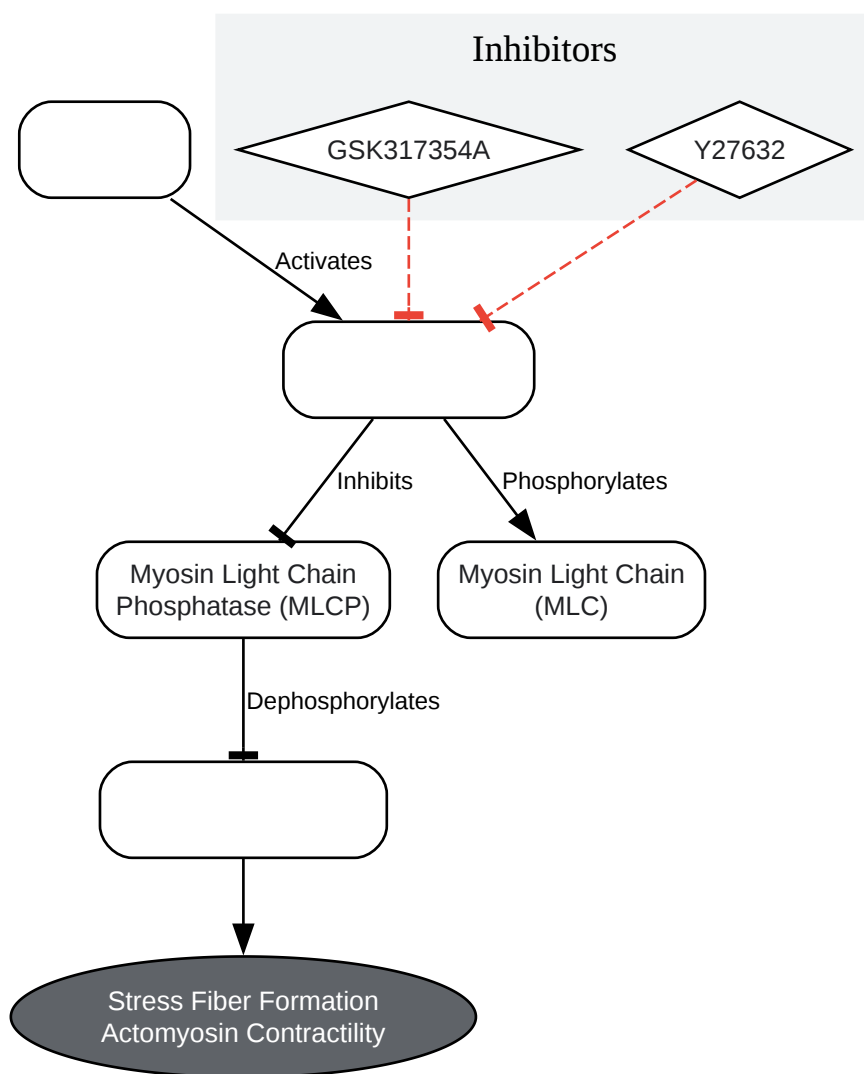 Inhibitors
GSK317354A
Y27632
Activates
Inhibits
Phosphorylates
Myosin Light Chain
Phosphatase (MLCP)
Myosin Light Chain
(MLC)
Dephosphorylates
Stress Fiber Formation
Actomyosin Contractility